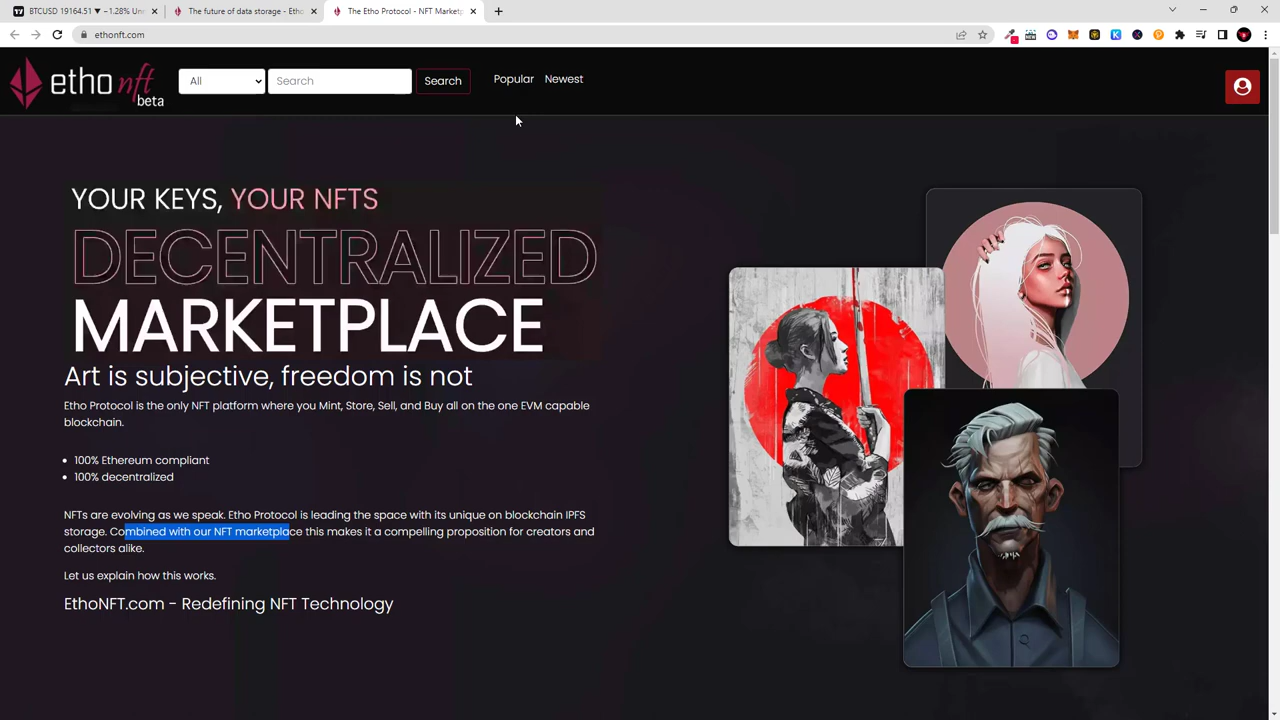 BTCUSD 19164.51 ▼ −1.28% Un
The future of data storage - Etho
The Etho Protocol - NFT Market
ethonft.com
etho nft
beta
All
Search
Search
Popular
Newest
YOUR KEYS, YOUR NFTS
DECENTRALIZED
MARKETPLACE
Art is subjective, freedom is not
Etho Protocol is the only NFT platform where you Mint, Store, Sell, and Buy all on the one EVM capable
blockchain.
100% Ethereum compliant
100% decentralized
NFTs are evolving as we speak. Etho Protocol is leading the space with its unique on blockchain IPFS
storage. Combined with our NFT marketplace this makes it a compelling proposition for creators and
collectors alike.
Let us explain how this works.
EthoNFT.com - Redefining NFT Technology